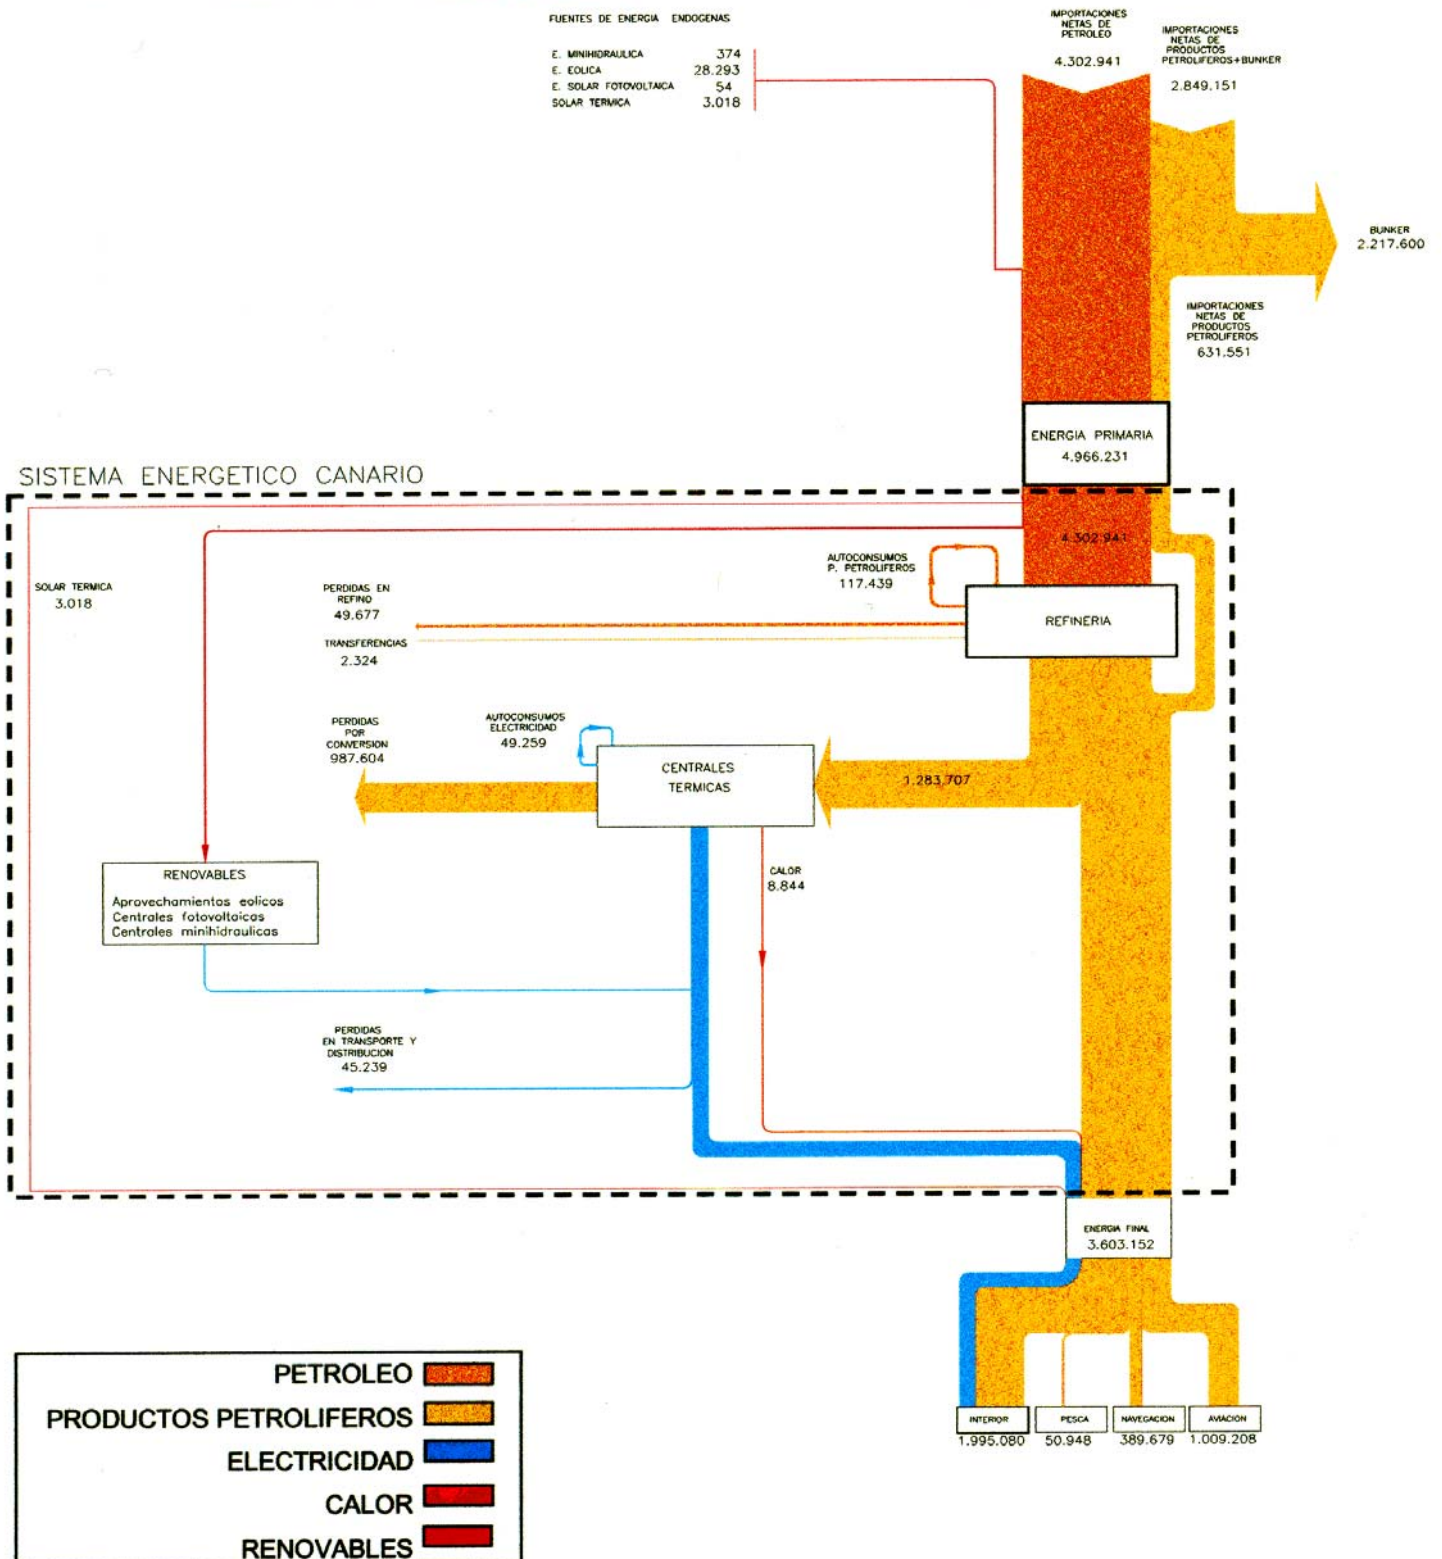 FUENTES DE ENERGIA ENDOGENAS
E. MINIHIDRAULICA 374
E. EOLICA 28.293
E. SOLAR FOTOVOLTAICA 54
SOLAR TERMICA 3.018
IMPORTACIONES
NETAS DE
PETROLEO
4.302.941
IMPORTACIONES
NETAS DE
PRODUCTOS
PETROLIFEROS+BUNKER
2.849.151
BUNKER
2.217.600
IMPORTACIONES
NETAS DE
PRODUCTOS
PETROLIFEROS
631.551
ENERGIA PRIMARIA
4.966.231
SISTEMA ENERGETICO CANARIO
4.302.941
SOLAR TERMICA
3.018
AUTOCONSUMOS
P. PETROLIFEROS
117.439
PERDIDAS EN
REFINO
49.677
TRANSFERENCIAS
2.324
REFINERIA
PERDIDAS
POR
CONVERSION
987.604
AUTOCONSUMOS
ELECTRICIDAD
49.259
CENTRALES
TERMICAS
1.283.707
CALOR
8.844
RENOVABLES
Aprovechamientos eolicos
Centrales fotovoltaicas
Centrales minihidraulicas
PERDIDAS
EN TRANSPORTE Y
DISTRIBUCION
45.239
ENERGIA FINAL
3.603.152
INTERIOR
1.995.080
PESCA
50.948
NAVEGACION
389.679
AVIACION
1.009.208
PETROLEO
PRODUCTOS PETROLIFEROS
ELECTRICIDAD
CALOR
RENOVABLES